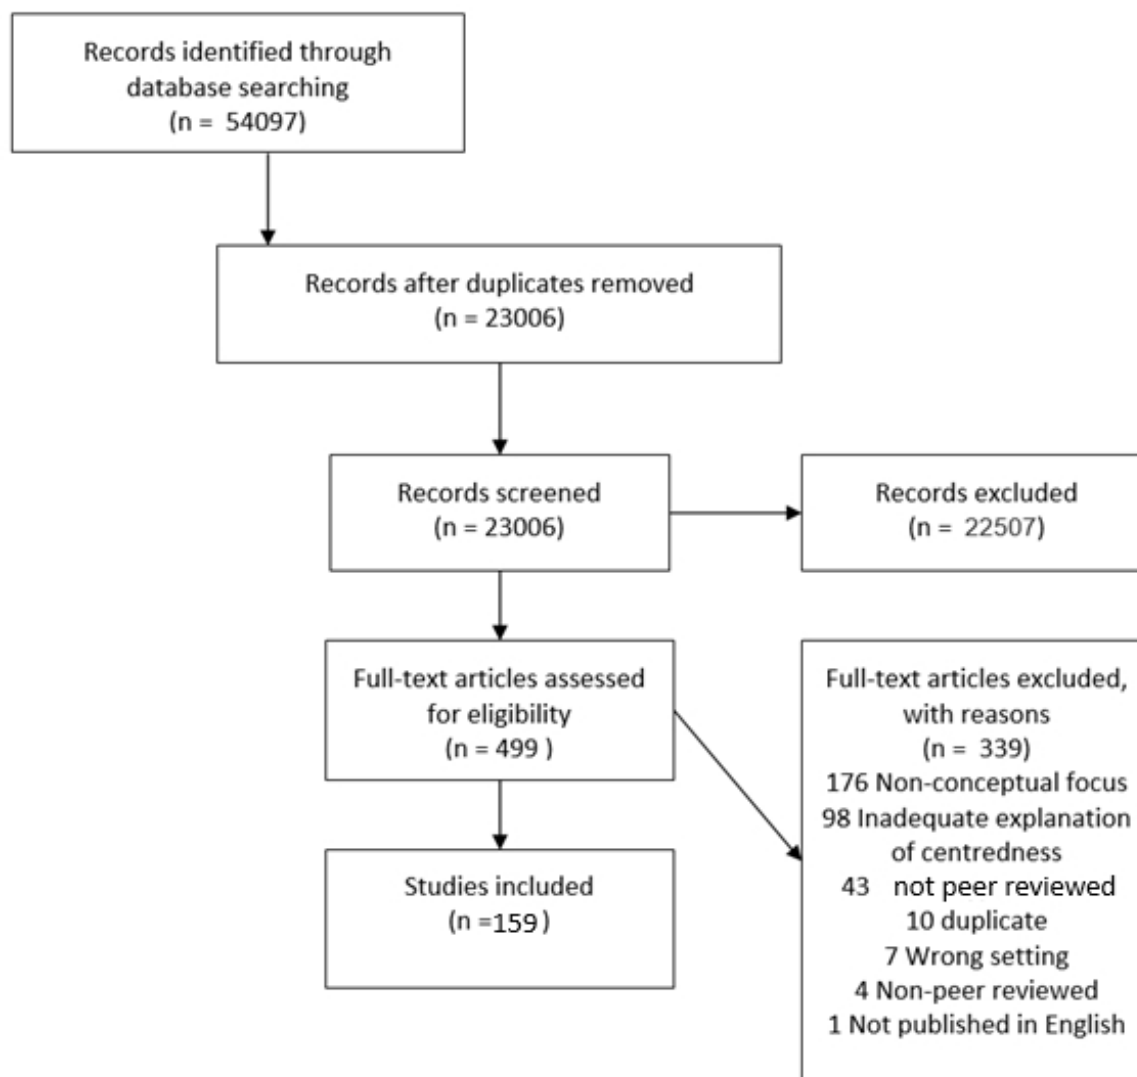 Records identified through
database searching
(n = 54097)
Records after duplicates removed
(n = 23006)
Records screened
(n = 23006)
Records excluded
(n = 22507)
Full-text articles assessed
for eligibility
(n = 499 )
Full-text articles excluded,
with reasons
(n = 339)
176 Non-conceptual focus
98 Inadequate explanation
of centredness
43 not peer reviewed
10 duplicate
7 Wrong setting
4 Non-peer reviewed
1 Not published in English
Studies included
(n =159 )